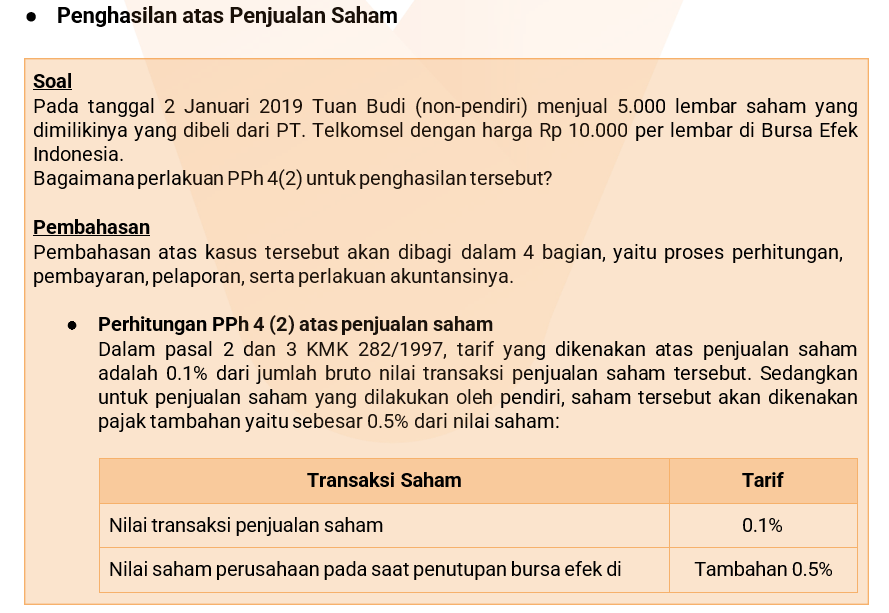 ● Penghasilan atas Penjualan Saham
Soal
Pada tanggal 2 Januari 2019 Tuan Budi (non-pendiri) menjual 5.000 lembar saham yang
dimilikinya yang dibeli dari PT. Telkomsel dengan harga Rp 10.000 per lembar di Bursa Efek
Indonesia.
Bagaimana perlakuan PPh 4(2) untuk penghasilan tersebut?
Pembahasan
Pembahasan atas kasus tersebut akan dibagi dalam 4 bagian, yaitu proses perhitungan,
pembayaran, pelaporan, serta perlakuan akuntansinya.
● Perhitungan PPh 4 (2) atas penjualan saham
Dalam pasal 2 dan 3 KMK 282/1997, tarif yang dikenakan atas penjualan saham
adalah 0.1% dari jumlah bruto nilai transaksi penjualan saham tersebut. Sedangkan
untuk penjualan saham yang dilakukan oleh pendiri, saham tersebut akan dikenakan
pajak tambahan yaitu sebesar 0.5% dari nilai saham:
Transaksi Saham Tarif
Nilai transaksi penjualan saham 0.1%
Nilai saham perusahaan pada saat penutupan bursa efek di Tambahan 0.5%